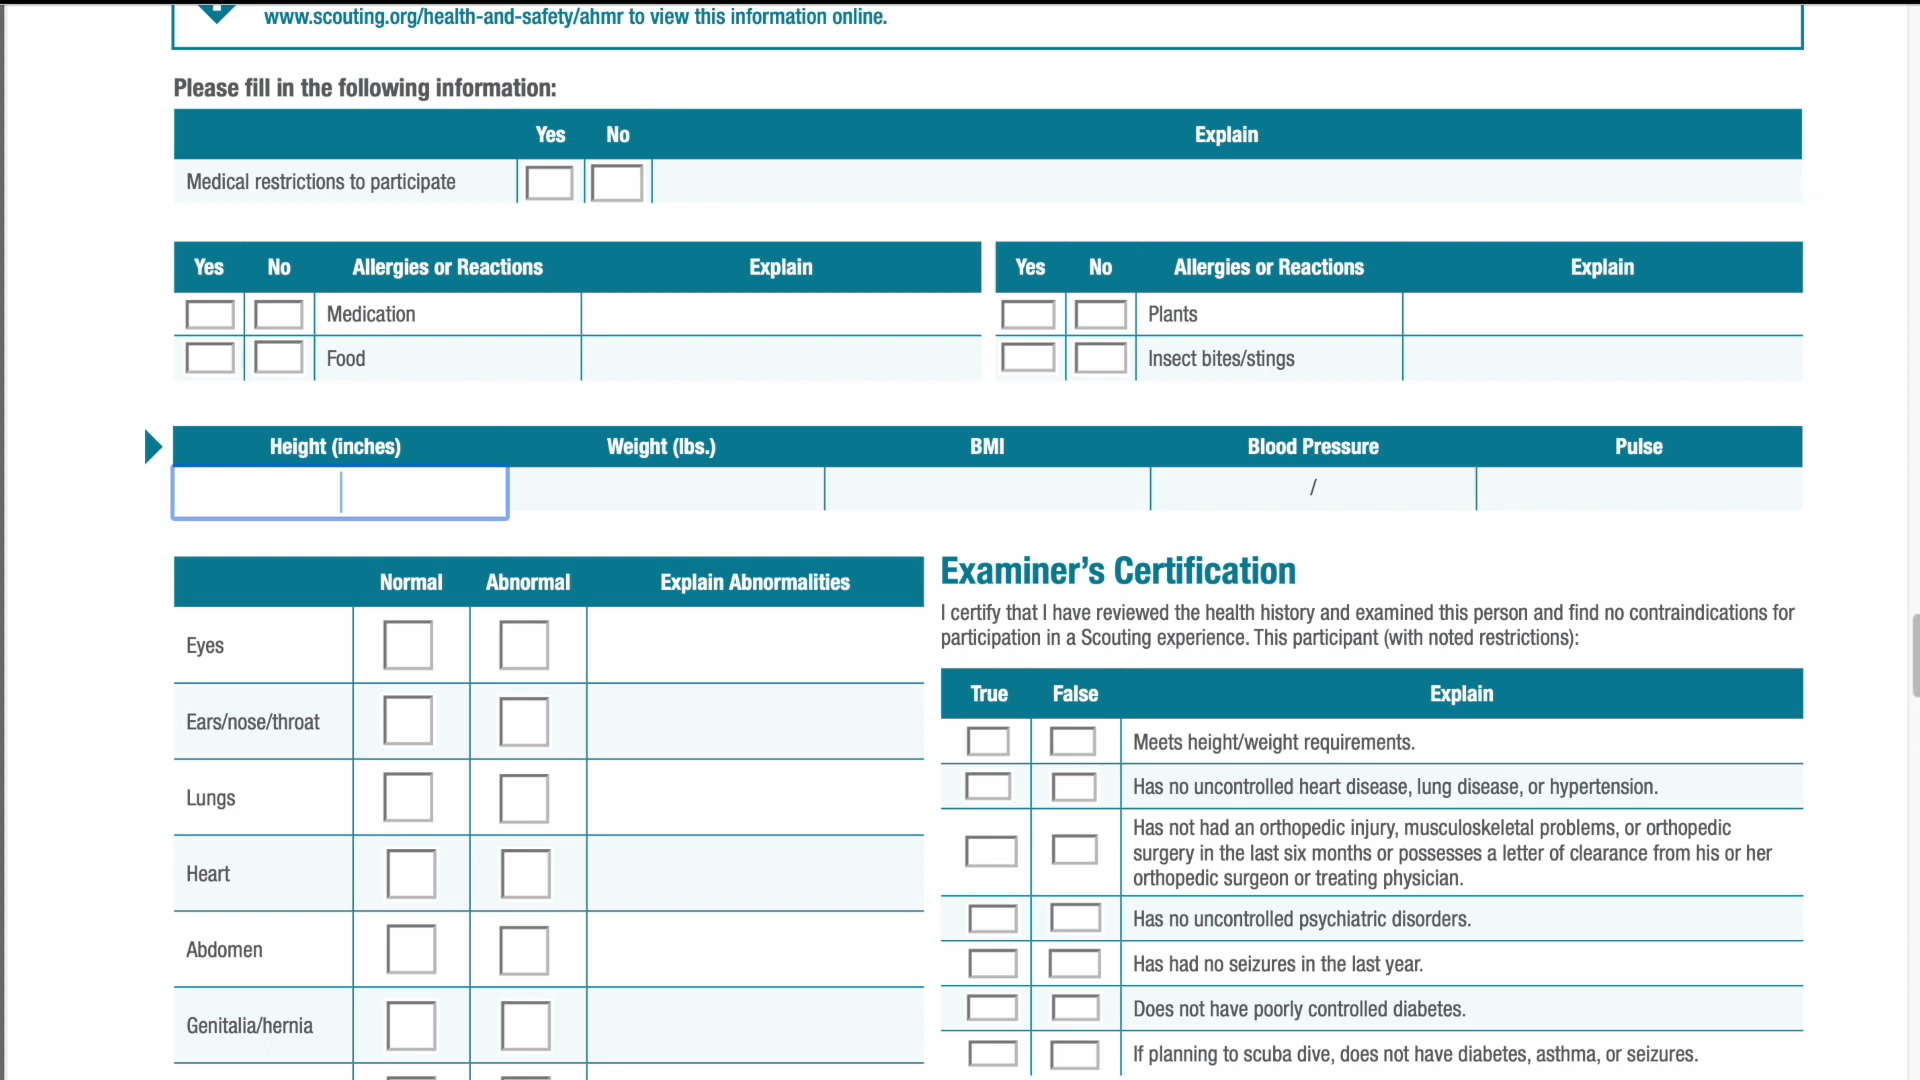 www.scouting.org/health-and-safety/ahmr to view this information online.
Please fill in the following information:
Yes No Explain
Medical restrictions to participate
Yes No Allergies or Reactions Explain Yes No Allergies or Reactions Explain
Medication Plants
Food Insect bites/stings
Height (inches) Weight (lbs.) BMI Blood Pressure Pulse
/
Normal Abnormal Explain Abnormalities
Eyes
Ears/nose/throat
Lungs
Heart
Abdomen
Genitalia/hernia
Examiner’s Certification
I certify that I have reviewed the health history and examined this person and find no contraindications for
participation in a Scouting experience. This participant (with noted restrictions):
True False Explain
Meets height/weight requirements.
Has no uncontrolled heart disease, lung disease, or hypertension.
Has not had an orthopedic injury, musculoskeletal problems, or orthopedic
surgery in the last six months or possesses a letter of clearance from his or her
orthopedic surgeon or treating physician.
Has no uncontrolled psychiatric disorders.
Has had no seizures in the last year.
Does not have poorly controlled diabetes.
If planning to scuba dive, does not have diabetes, asthma, or seizures.